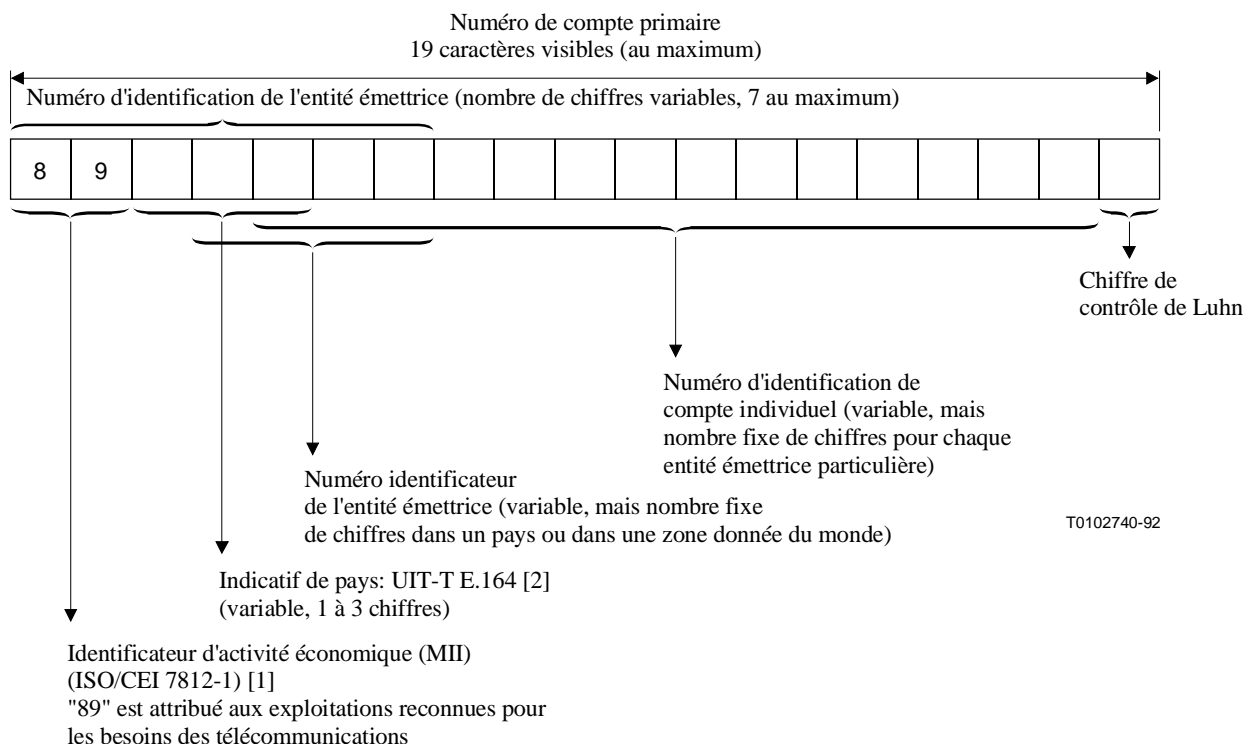 Numéro de compte primaire
19 caractères visibles (au maximum)
Numéro d'identification de l'entité émettrice (nombre de chiffres variables, 7 au maximum)
8 9
Chiffre de
contrôle de Luhn
Numéro d'identification de
compte individuel (variable, mais
nombre fixe de chiffres pour chaque
entité émettrice particulière)
Numéro identificateur
de l'entité émettrice (variable, mais nombre fixe
de chiffres dans un pays ou dans une zone donnée du monde)
T0102740-92
Indicatif de pays: UIT-T E.164 [2]
(variable, 1 à 3 chiffres)
Identificateur d'activité économique (MII)
(ISO/CEI 7812-1) [1]
"89" est attribué aux exploitations reconnues pour
les besoins des télécommunications